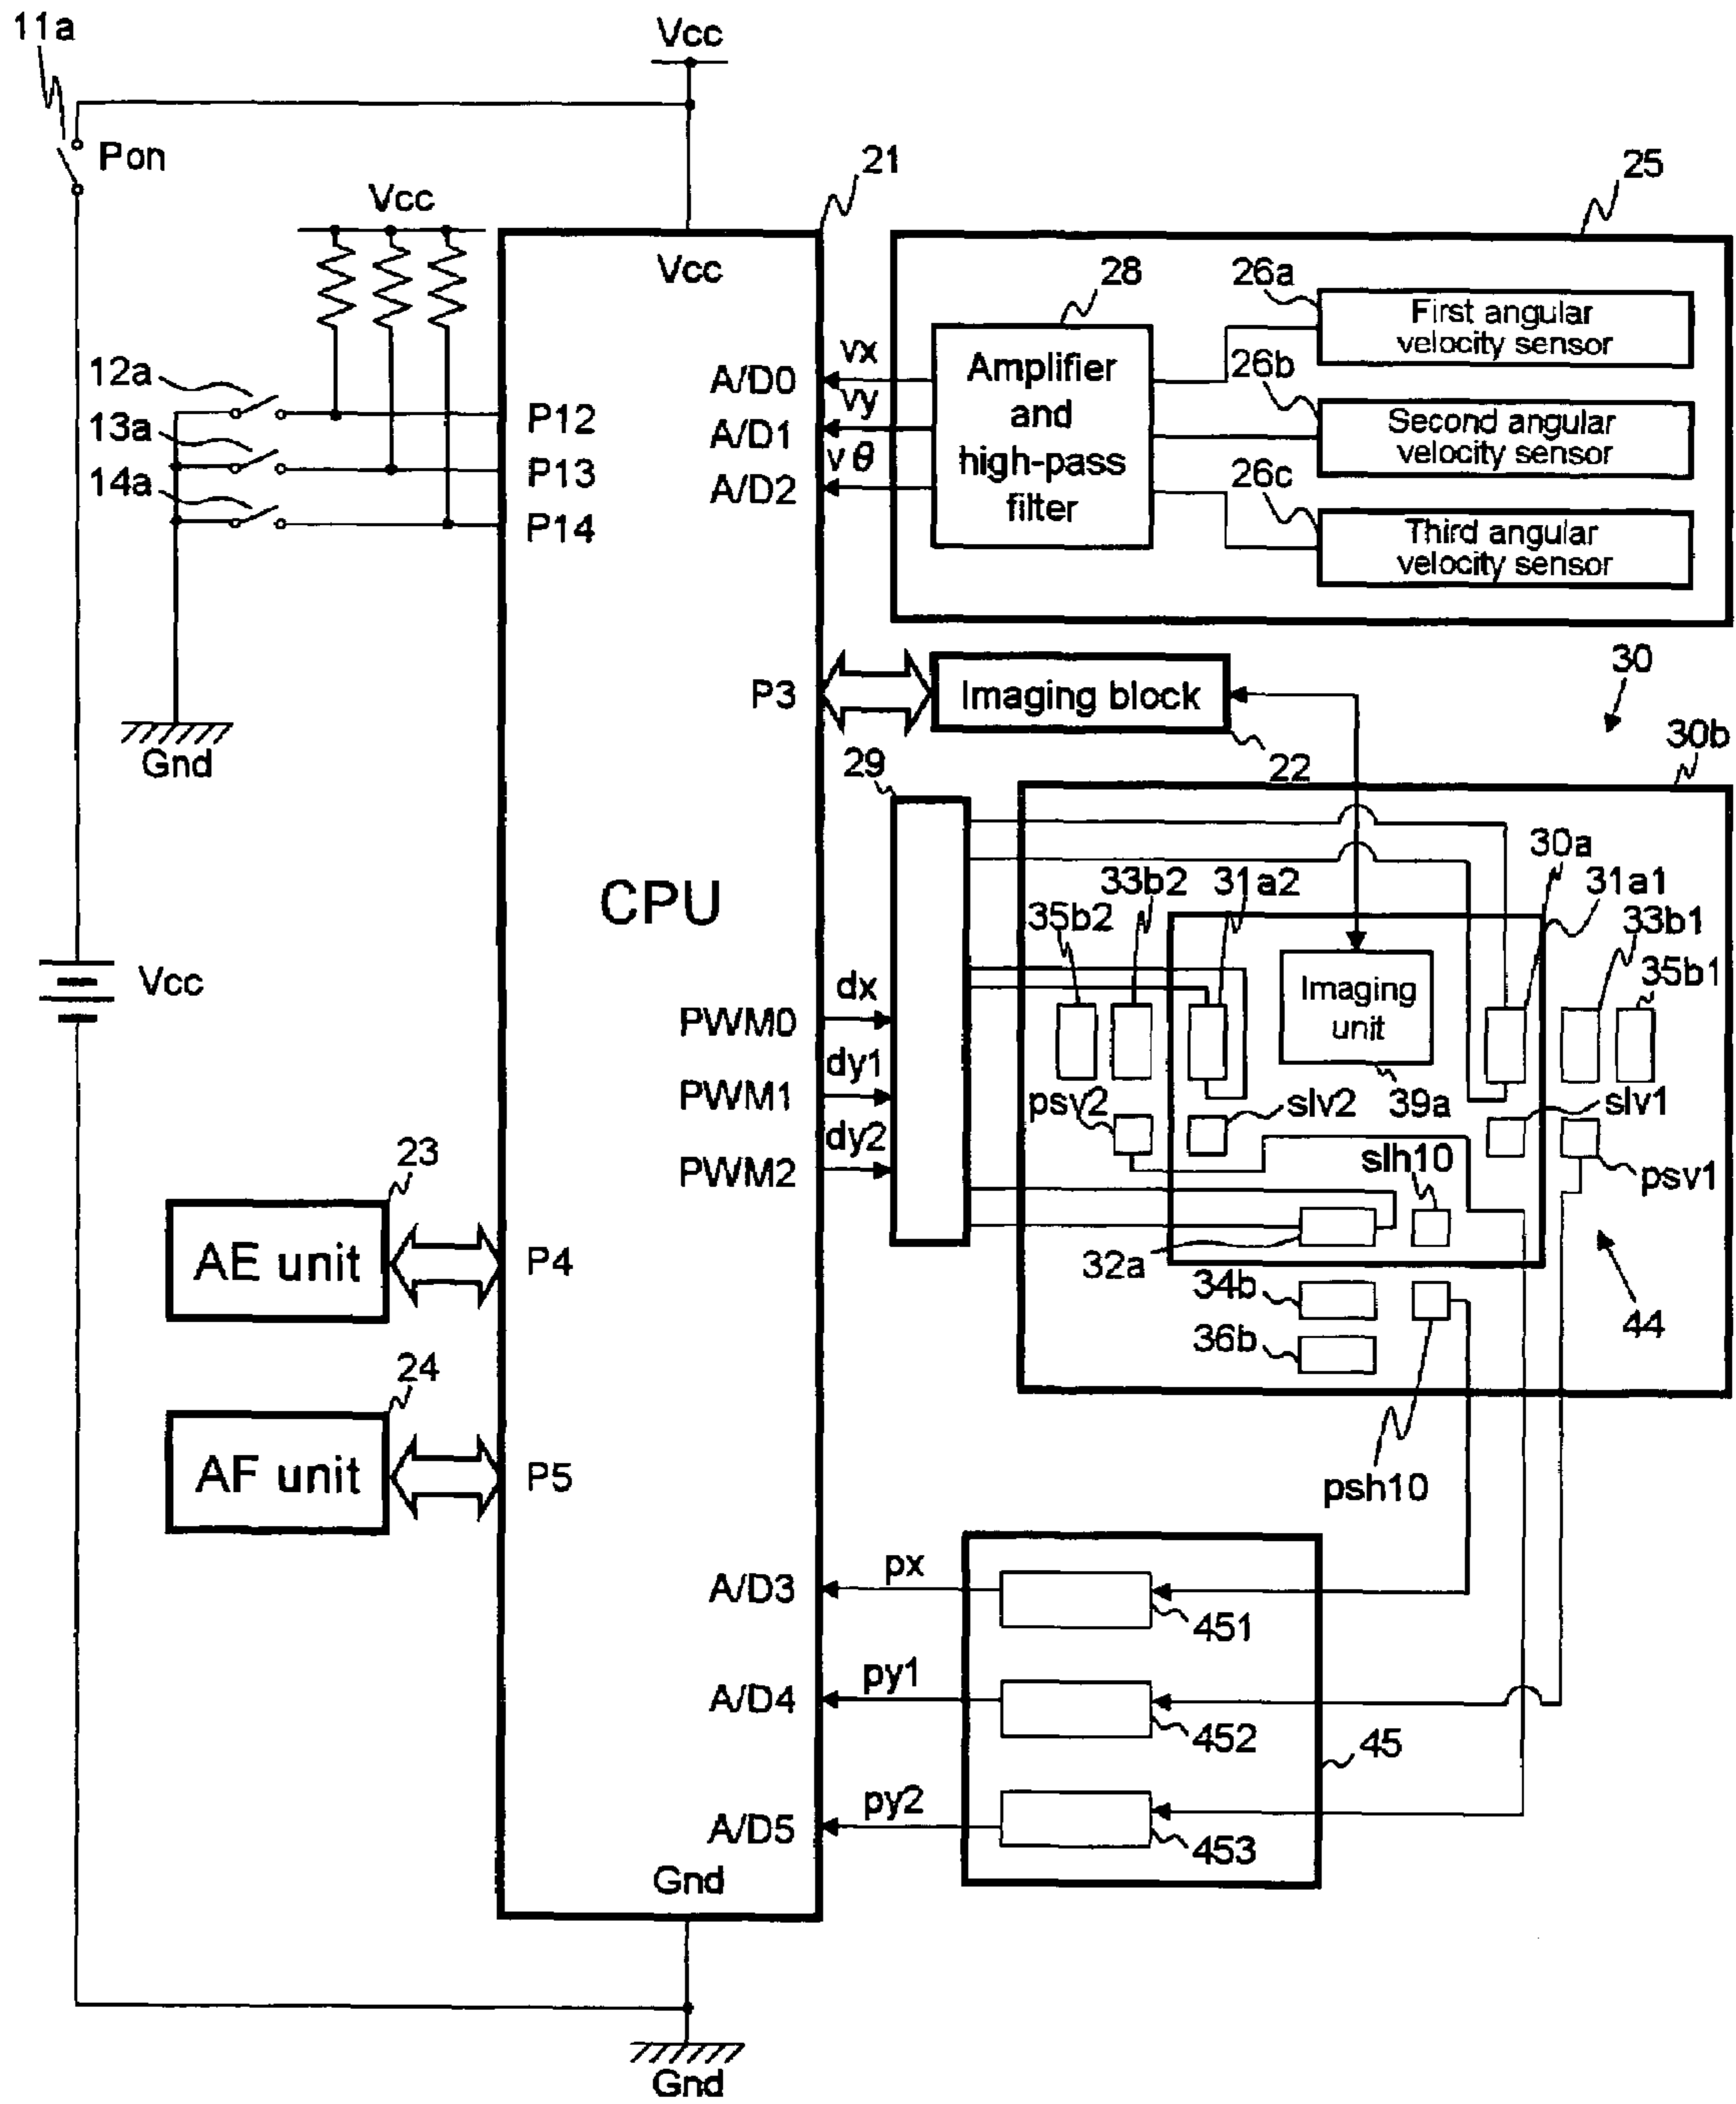 11a
Vcc
Pon
21
25
Vcc
Vcc
28
26a
First angular
velocity sensor
12a
vx
A/D0
Amplifier
and
high-pass
filter
26b
P12
vy
Second angular
velocity sensor
13a
A/D1
P13
vθ
26c
14a
A/D2
P14
Third angular
velocity sensor
P3
Imaging block
30
Gnd
29
22
30b
CPU
30a
33b2
31a2
31a1
35b2
33b1
35b1
Vcc
dx
Imaging
unit
PWM0
dy1
PWM1
psv2
slv2
39a
slv1
dy2
PWM2
23
slh10
psv1
AE unit
P4
32a
34b
44
36b
24
AF unit
P5
psh10
px
A/D3
451
py1
A/D4
452
45
py2
A/D5
453
Gnd
Gnd